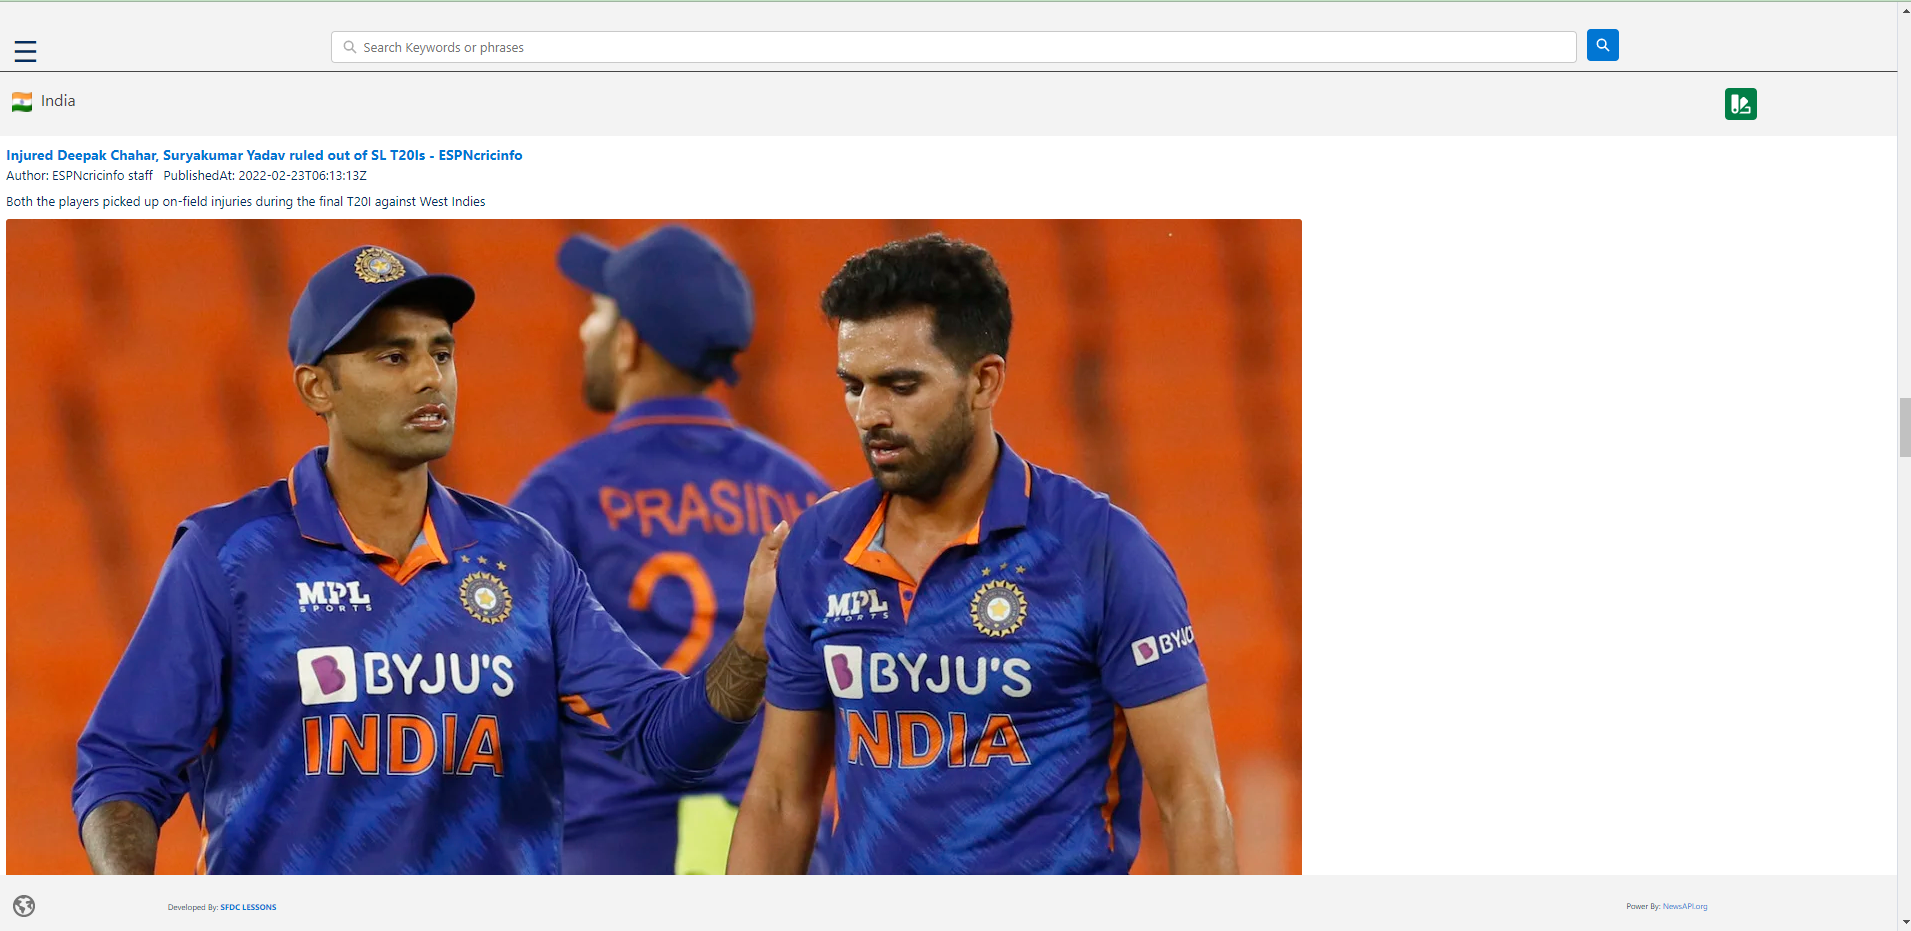 Search Keywords or phrases
India
Injured Deepak Chahar, Suryakumar Yadav ruled out of SL T20Is - ESPNcricinfo
Author: ESPNcricinfo staff PublishedAt: 2022-02-23T06:13:13Z
Both the players picked up on-field injuries during the final T20I against West Indies
PRASIDH
2
MPL
SPORTS
BYJU'S
INDIA
MPL
SPORTS
BYJU'S
INDIA
BYJU'
Developed By: SFDC LESSONS
Power By: NewsAPI.org